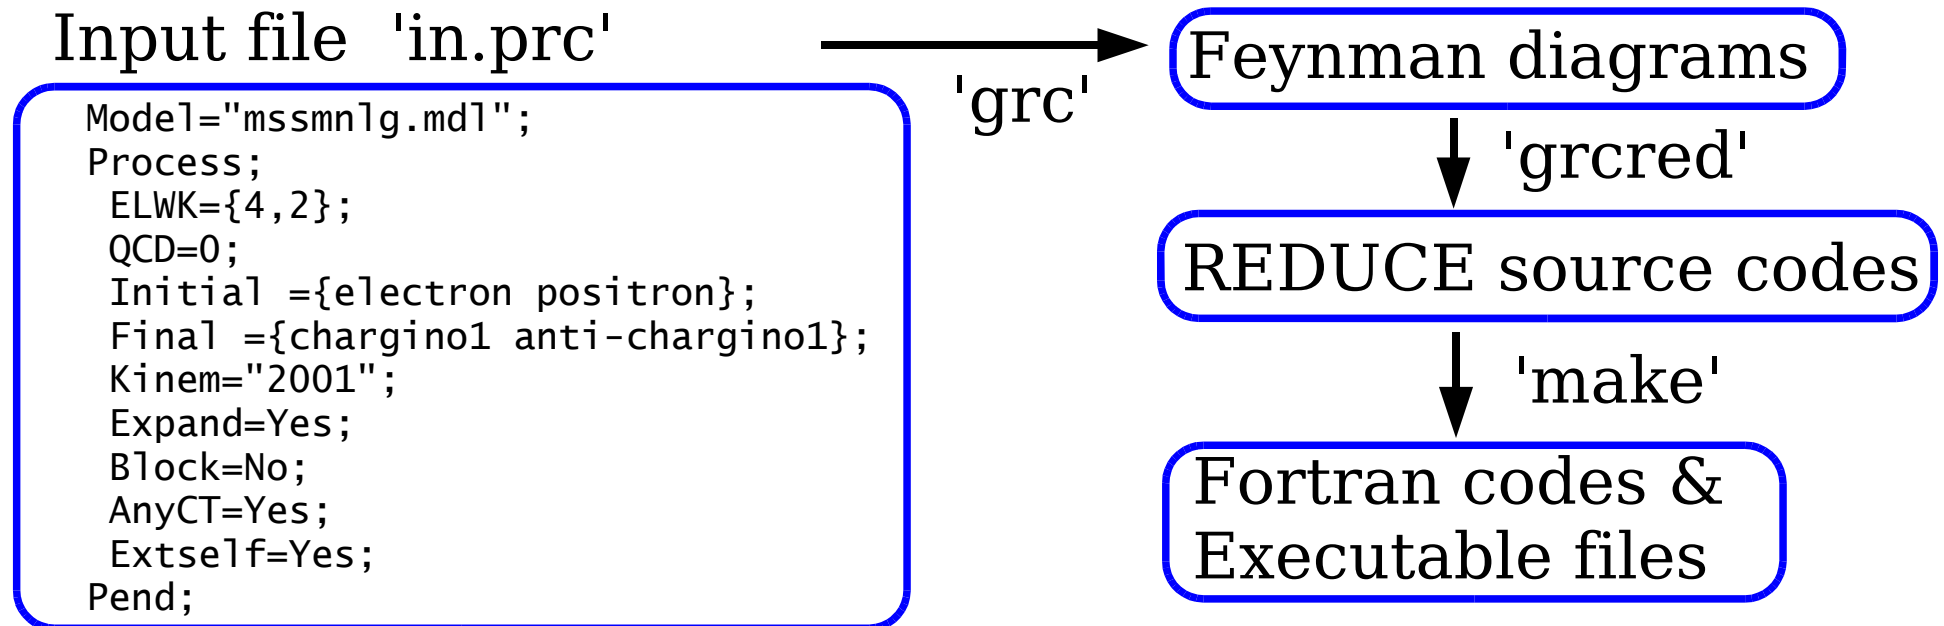 Input file 'in.prc'
Model="mssmnlg.mdl";
Process;
ELWK={4,2};
QCD=0;
Initial ={electron positron};
Final ={chargino1 anti-chargino1};
Kinem="2001";
Expand=Yes;
Block=No;
AnyCT=Yes;
Extself=Yes;
Pend;
'grc'
Feynman diagrams
'grcred'
REDUCE source codes
'make'
Fortran codes &
Executable files